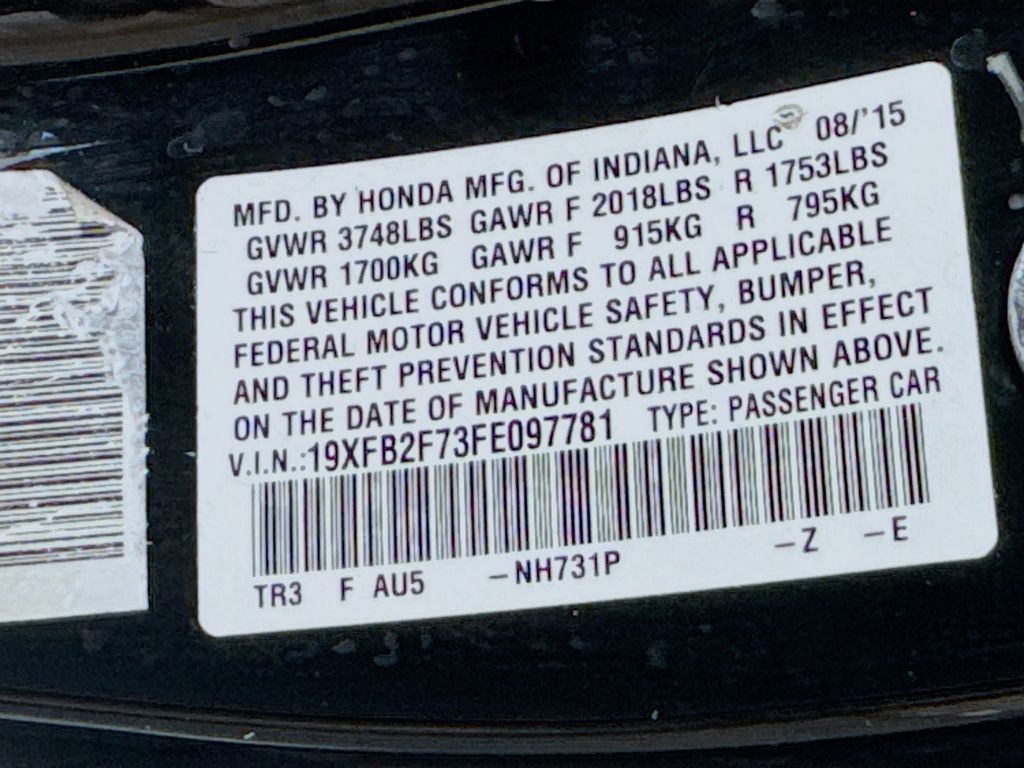 MFD. BY HONDA MFG. OF INDIANA, LLC 08/'15
GVWR 3748LBS GAWR F 2018LBS R 1753LBS
GVWR 1700KG GAWR F 915KG R 795KG
THIS VEHICLE CONFORMS TO ALL APPLICABLE
FEDERAL MOTOR VEHICLE SAFETY, BUMPER,
AND THEFT PREVENTION STANDARDS IN EFFECT
ON THE DATE OF MANUFACTURE SHOWN ABOVE.
V.I.N.:19XFB2F73FE097781 TYPE: PASSENGER CAR
TR3 F AU5 -NH731P -Z -E